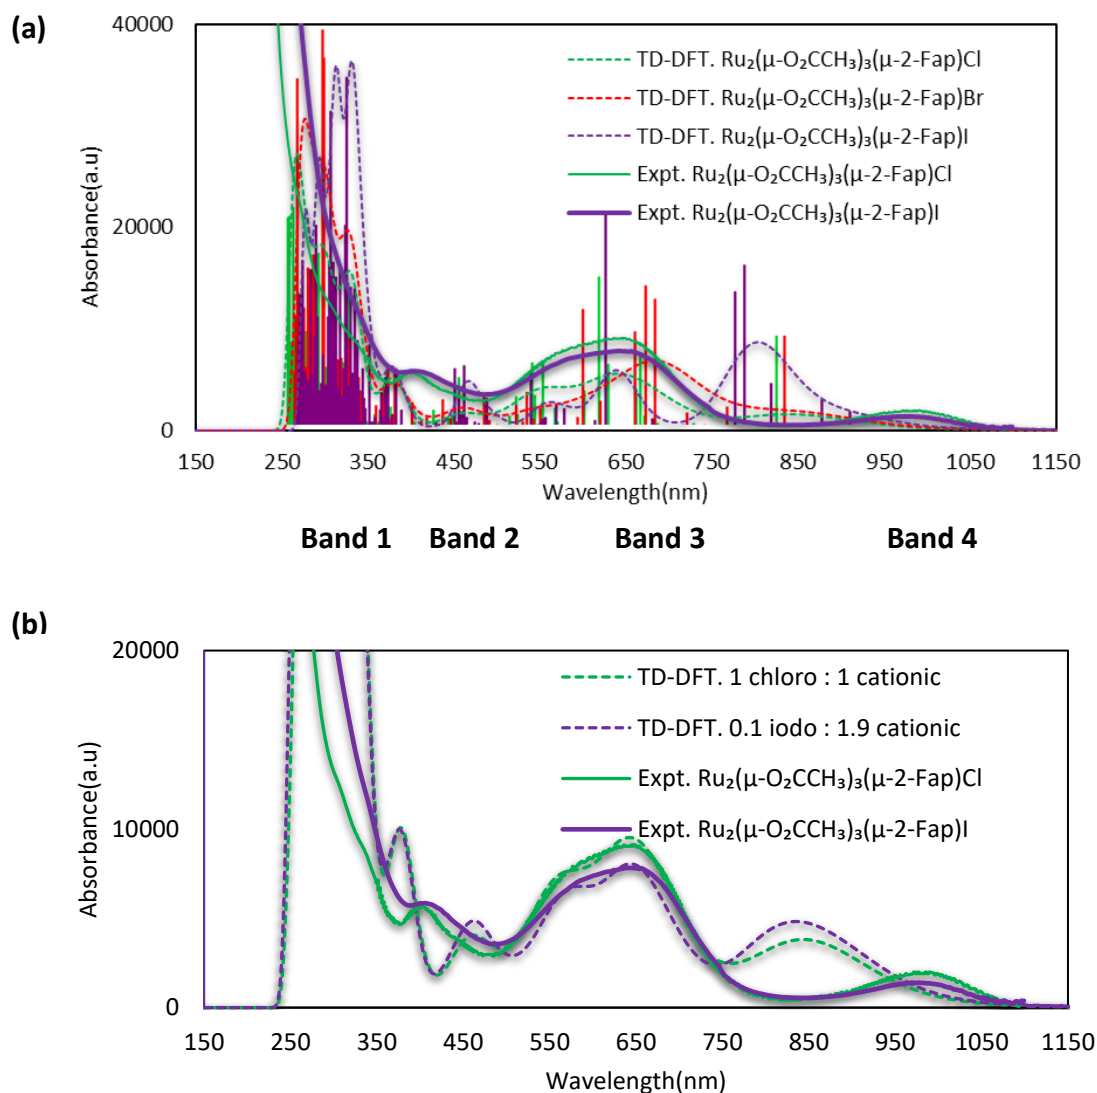 (a)
40000
20000
0
Absorbance(a.u)
TD-DFT. Ru₂(μ-O₂CCH₃)₃(μ-2-Fap)Cl
TD-DFT. Ru₂(μ-O₂CCH₃)₃(μ-2-Fap)Br
TD-DFT. Ru₂(μ-O₂CCH₃)₃(μ-2-Fap)I
Expt. Ru₂(μ-O₂CCH₃)₃(μ-2-Fap)Cl
Expt. Ru₂(μ-O₂CCH₃)₃(μ-2-Fap)I
150 250 350 450 550 650 750 850 950 1050 1150
Wavelength(nm)
Band 1 Band 2 Band 3 Band 4
(b)
20000
10000
0
Absorbance(a.u)
TD-DFT. 1 chloro : 1 cationic
TD-DFT. 0.1 iodo : 1.9 cationic
Expt. Ru₂(μ-O₂CCH₃)₃(μ-2-Fap)Cl
Expt. Ru₂(μ-O₂CCH₃)₃(μ-2-Fap)I
150 250 350 450 550 650 750 850 950 1050 1150
Wavelength(nm)